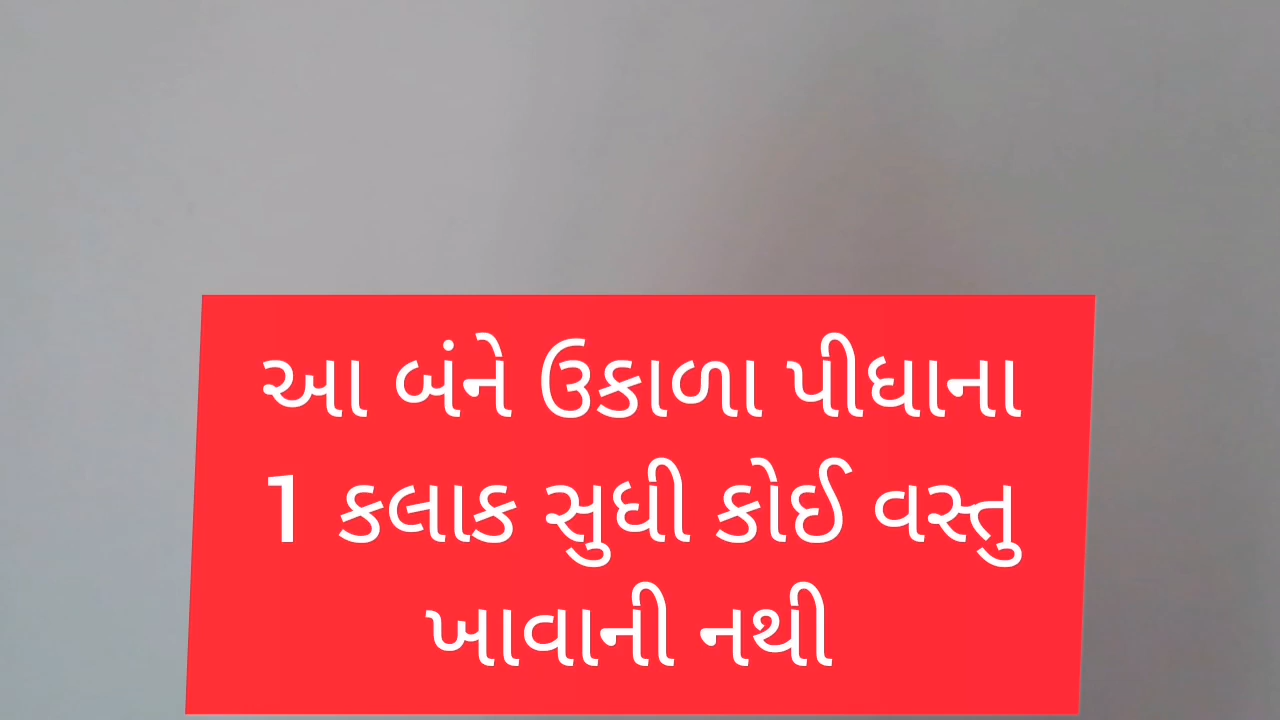 આ બંને ઉકાળા પીધાના
1 કલાક સુધી કોઈ વસ્તુ
ખાવાની નથી